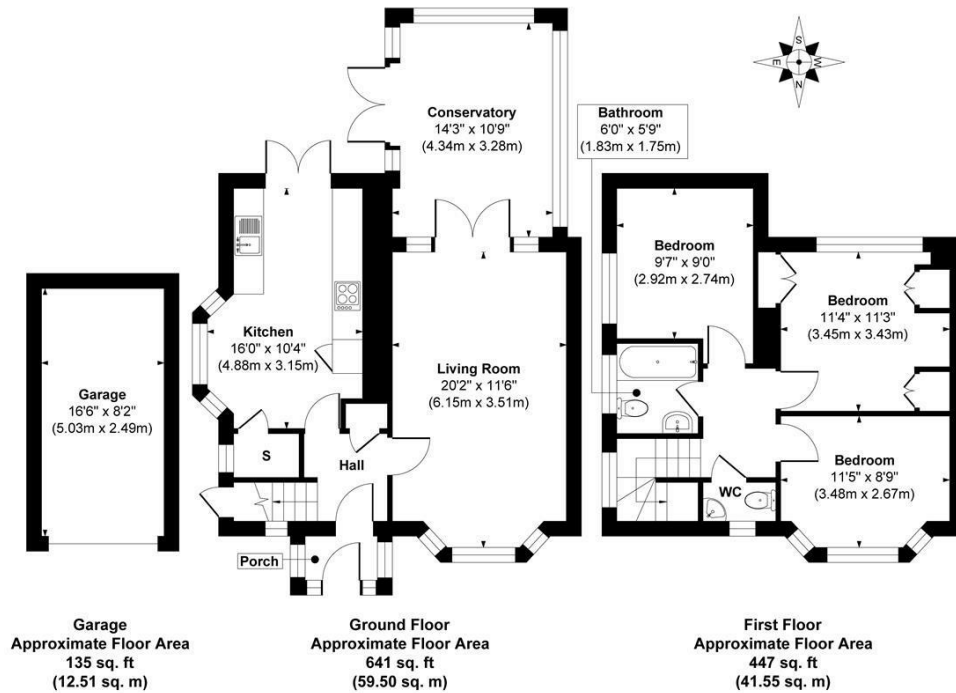 S
E
W
N
Conservatory
14'3" x 10'9"
(4.34m x 3.28m)
Bathroom
6'0" x 5'9"
(1.83m x 1.75m)
Bedroom
9'7" x 9'0"
(2.92m x 2.74m)
Bedroom
11'4" x 11'3"
(3.45m x 3.43m)
Kitchen
16'0" x 10'4"
(4.88m x 3.15m)
Living Room
20'2" x 11'6"
(6.15m x 3.51m)
Garage
16'6" x 8'2"
(5.03m x 2.49m)
S
Hall
Bedroom
11'5" x 8'9"
(3.48m x 2.67m)
WC
Porch
Garage
Approximate Floor Area
135 sq. ft
(12.51 sq. m)
Ground Floor
Approximate Floor Area
641 sq. ft
(59.50 sq. m)
First Floor
Approximate Floor Area
447 sq. ft
(41.55 sq. m)